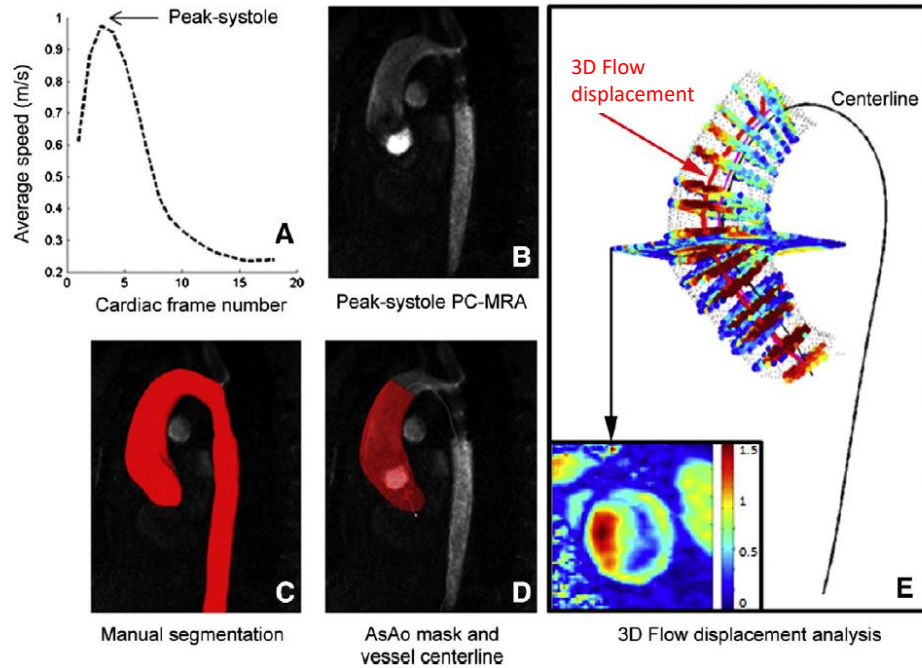 Peak-systole
Average speed (m/s)
1
0.9
0.8
0.7
0.6
0.5
0.4
0.3
0.2
0
5
10
15
20
Cardiac frame number
A
B
Peak-systole PC-MRA
C
Manual segmentation
D
AsAo mask and
vessel centerline
3D Flow
displacement
Centerline
1.5
1
0.5
0
E
3D Flow displacement analysis